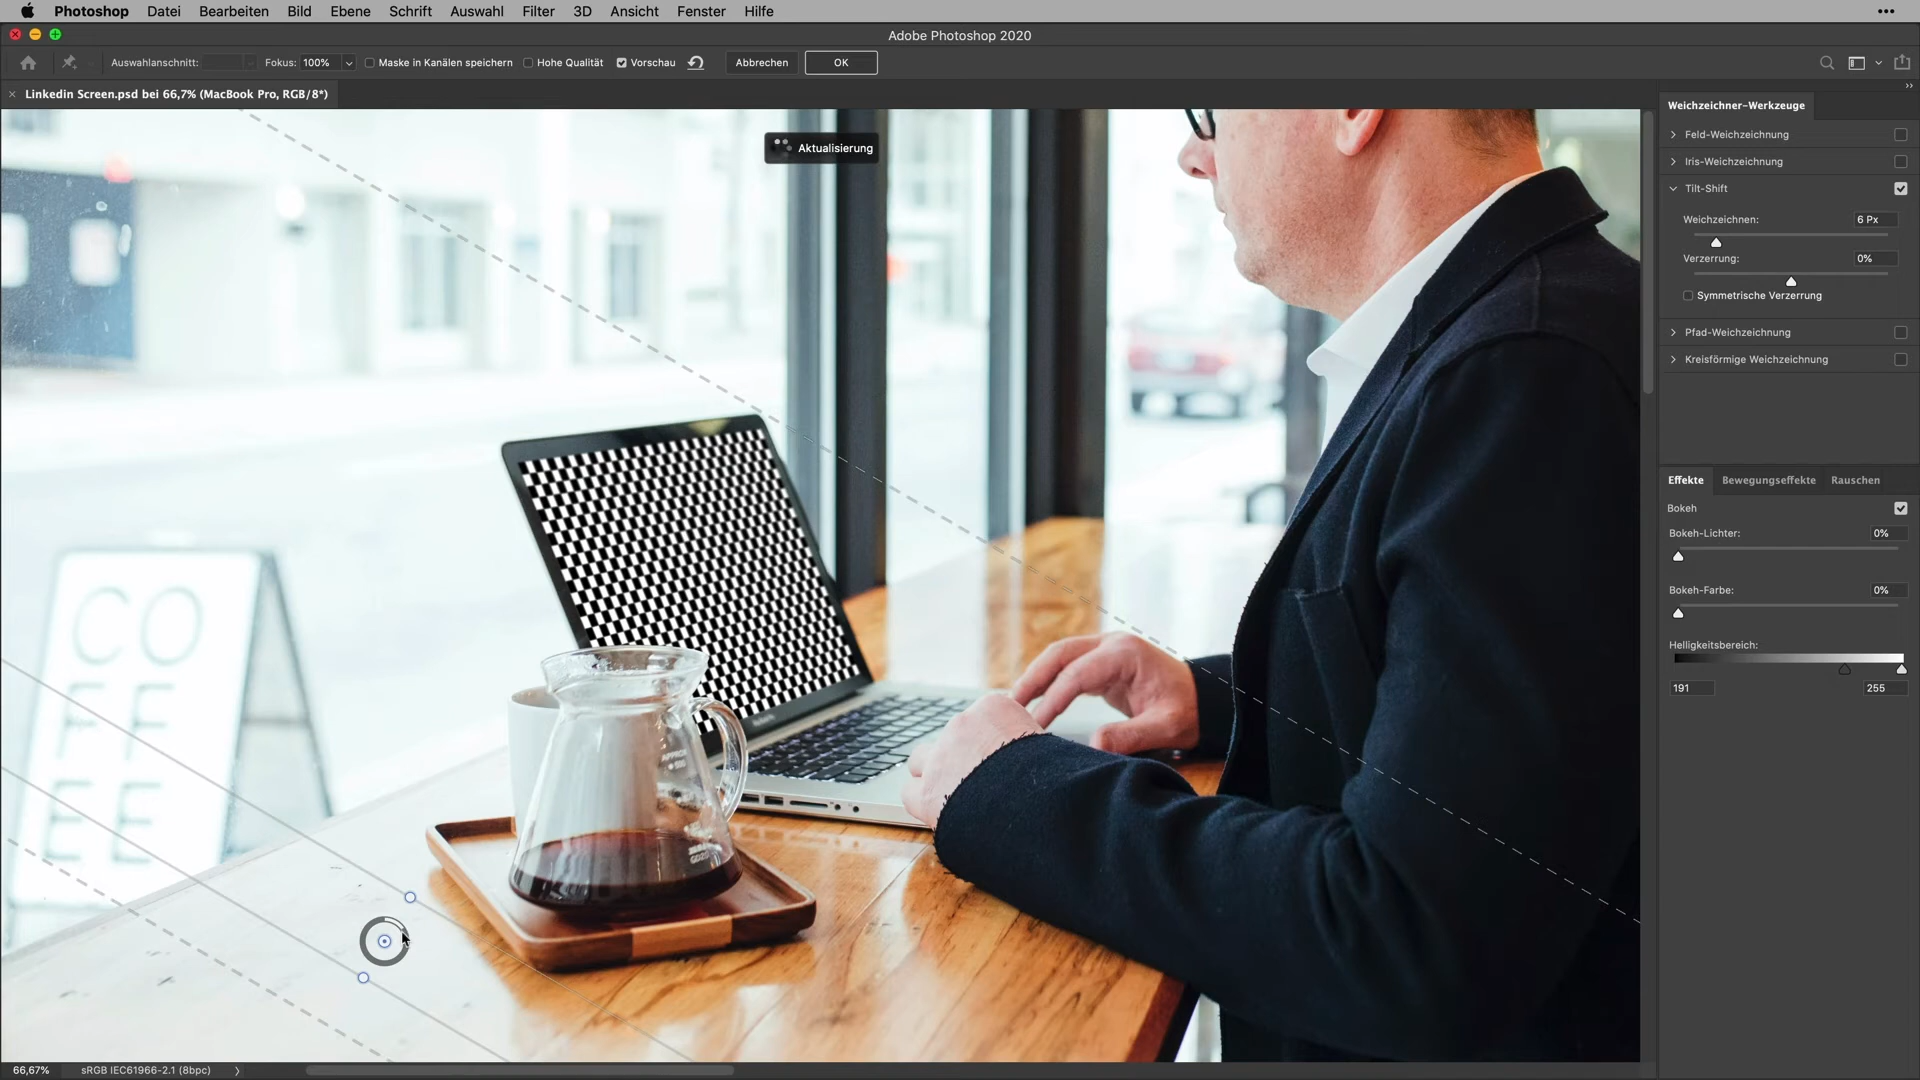 Photoshop Datei Bearbeiten Bild Ebene Schrift Auswahl Filter 3D Ansicht Fenster Hilfe
Adobe Photoshop 2020
Auswahlanschnitt: Fokus: 100% Maske in Kanälen speichern Hohe Qualität Vorschau Abbrechen OK
Linkedin Screen.psd bei 66,7% (MacBook Pro, RGB/8*)
Aktualisierung
Weichzeichner-Werkzeuge
Feld-Weichzeichnung
Iris-Weichzeichnung
Tilt-Shift
Weichzeichnen: 6 Px
Verzerrung: 0%
Symmetrische Verzerrung
Pfad-Weichzeichnung
Kreisförmige Weichzeichnung
Effekte Bewegungseffekte Rauschen
Bokeh
Bokeh-Lichter: 0%
Bokeh-Farbe: 0%
Helligkeitsbereich:
191 255
CO
FF
EE
66,67% sRGB IEC61966-2.1 (8bpc)